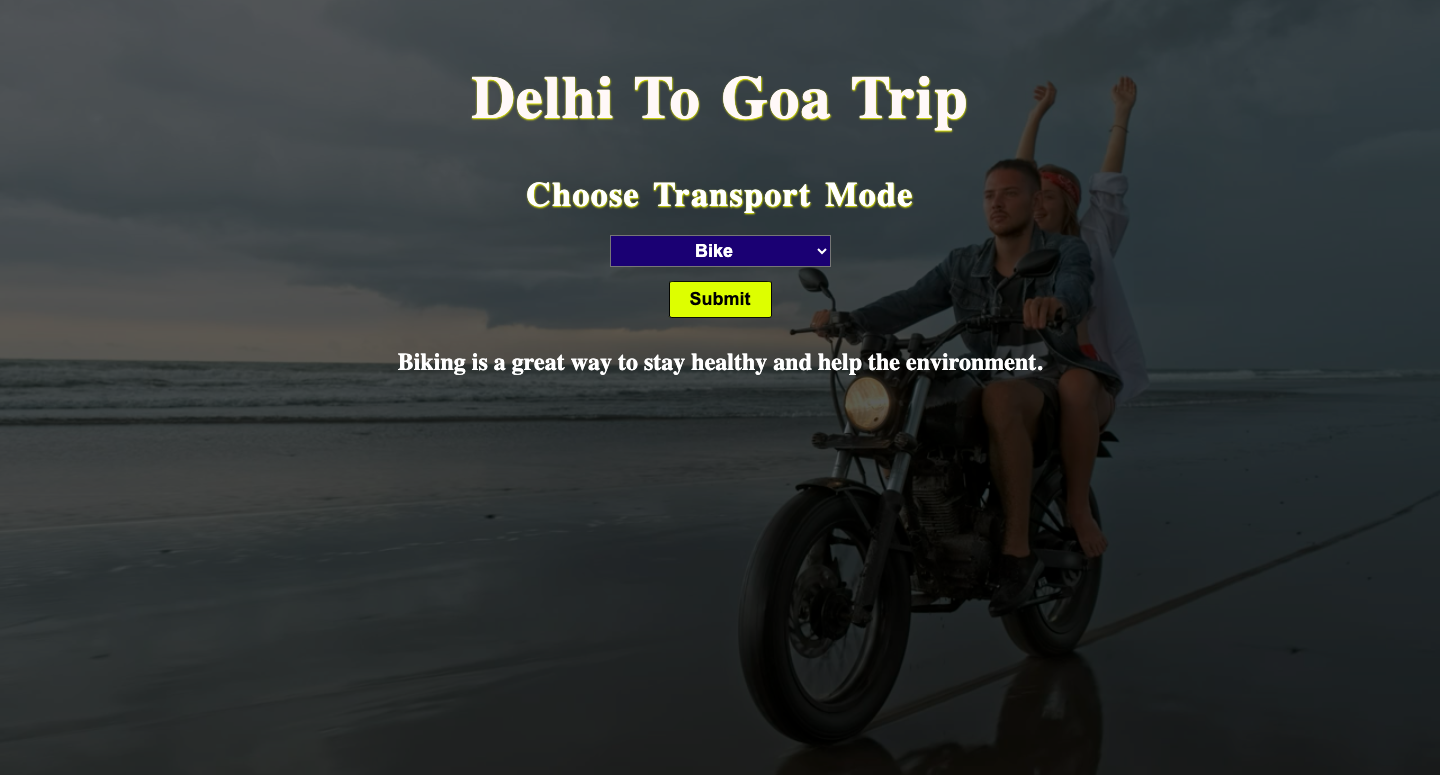 Delhi To Goa Trip
Choose Transport Mode
Bike
Submit
Biking is a great way to stay healthy and help the environment.